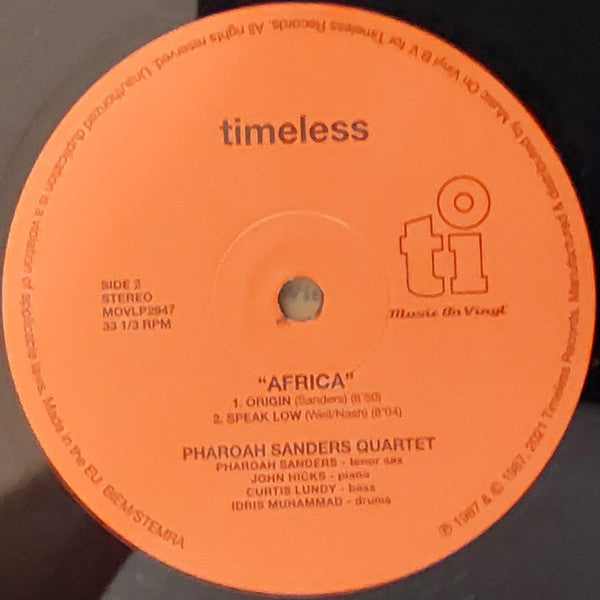 timeless
ti
Music On Vinyl
SIDE 2
STEREO
MOVLP2947
33 1/3 RPM
"AFRICA"
1. ORIGIN (Sanders) (6'50)
2. SPEAK LOW (Weil/Nash) (8'04)
PHAROAH SANDERS QUARTET
PHAROAH SANDERS - tenor sax
JOHN HICKS - piano
CURTIS LUNDY - bass
IDRIS MUHAMMAD - drums
℗ 1987 & © 1987, 2021 Timeless Records. Manufactured & distributed by Music On Vinyl B.V for Timeless Records. All rights reserved. Unauthorized duplication is a violation of applicable laws. Made in the EU. BIEM/STEMRA